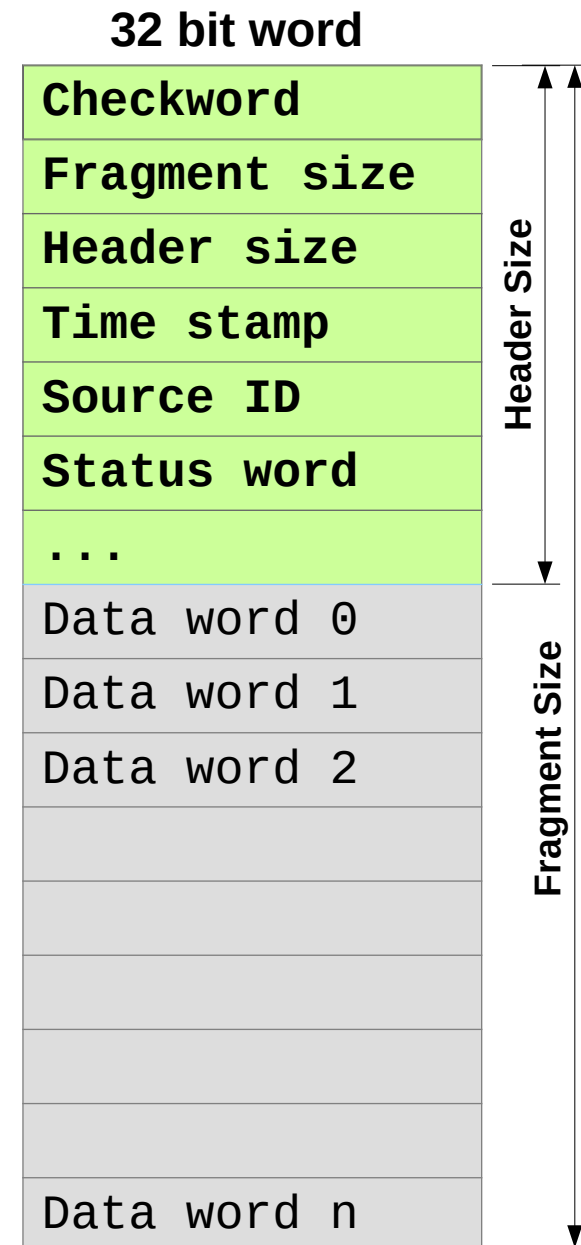 32 bit word
Checkword
Fragment size
Header size
Time stamp
Source ID
Status word
...
Data word 0
Data word 1
Data word 2
Data word n
Header Size
Fragment Size